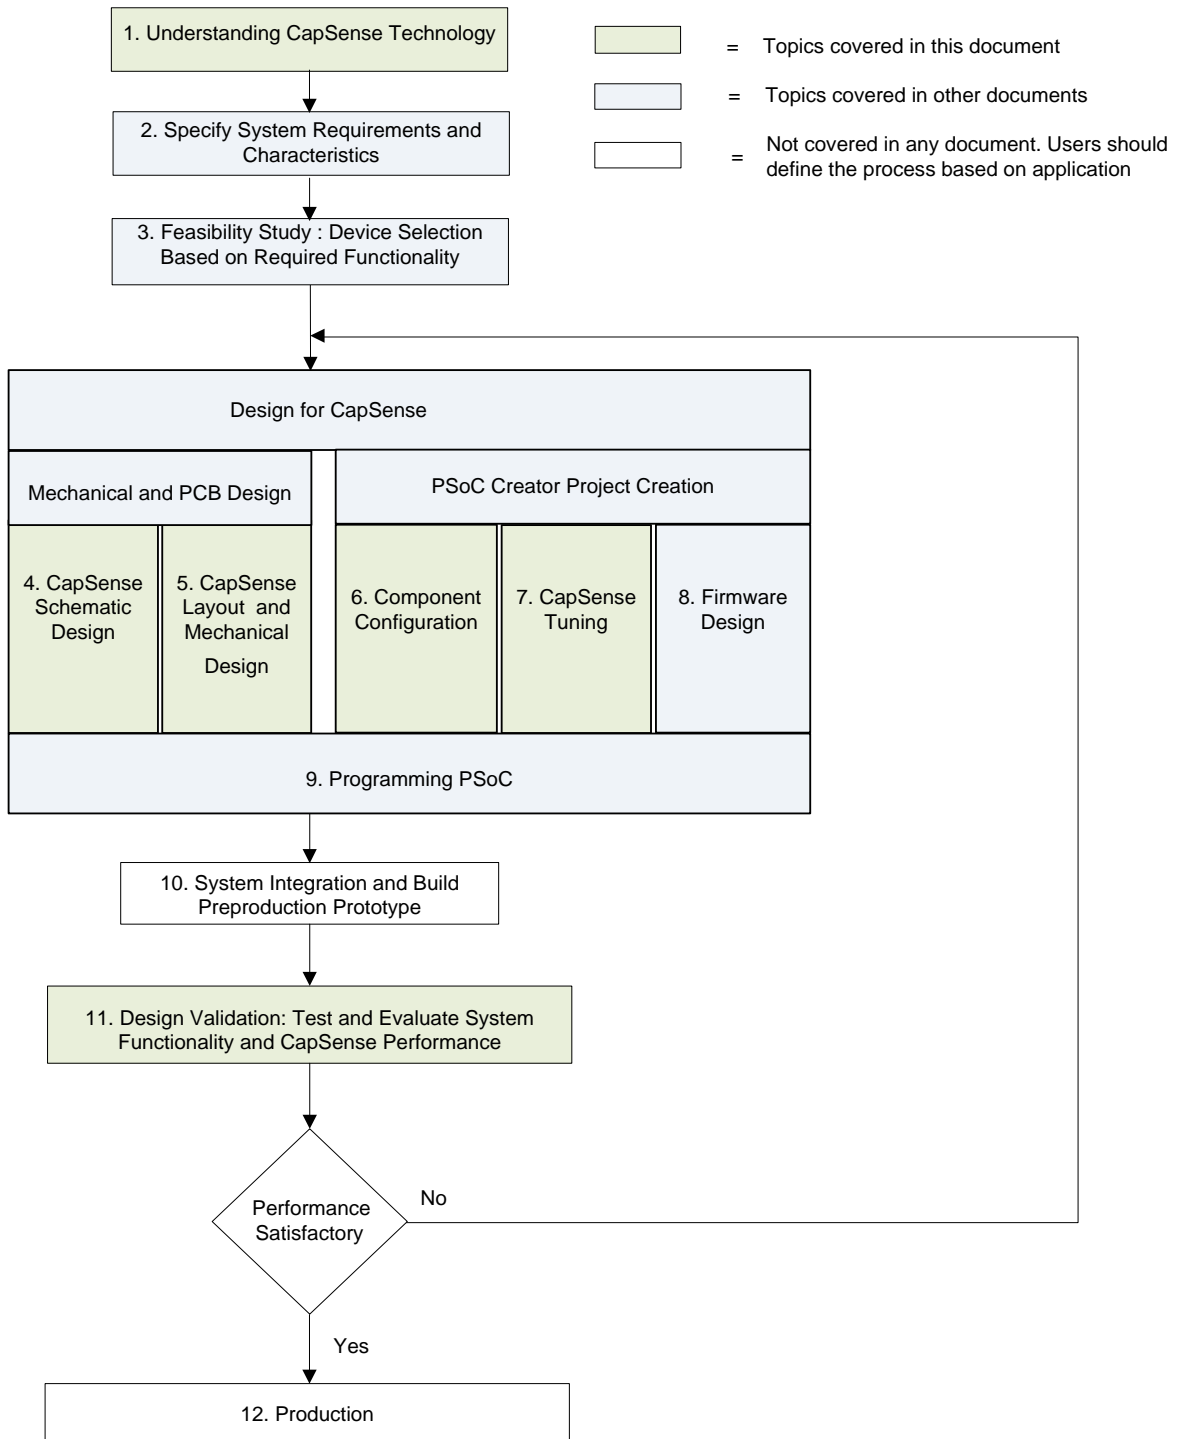 1. Understanding CapSense Technology
= Topics covered in this document
= Topics covered in other documents
= Not covered in any document. Users should
define the process based on application
2. Specify System Requirements and
Characteristics
3. Feasibility Study : Device Selection
Based on Required Functionality
Design for CapSense
Mechanical and PCB Design
PSoC Creator Project Creation
4. CapSense
Schematic
Design
5. CapSense
Layout and
Mechanical
Design
6. Component
Configuration
7. CapSense
Tuning
8. Firmware
Design
9. Programming PSoC
10. System Integration and Build
Preproduction Prototype
11. Design Validation: Test and Evaluate System
Functionality and CapSense Performance
Performance
Satisfactory
No
Yes
12. Production